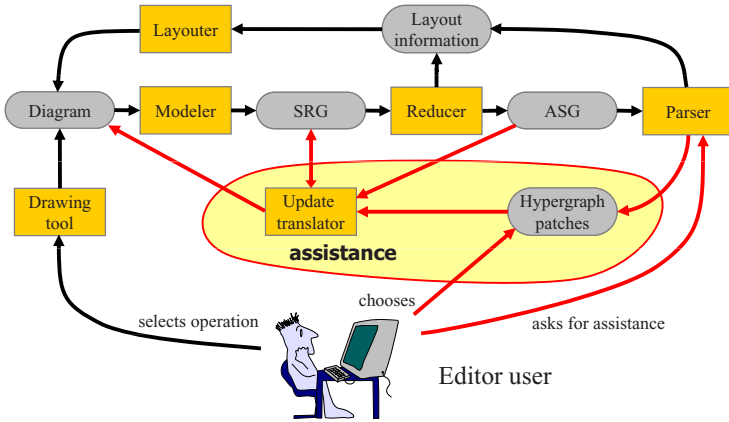 Layouter
Layout
information
Diagram
Modeler
SRG
Reducer
ASG
Parser
Drawing
tool
Update
translator
Hypergraph
patches
assistance
selects operation
chooses
asks for assistance
Editor user